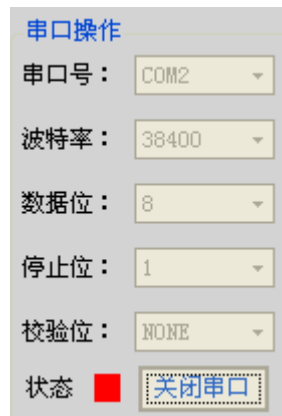 串口操作
串口号： COM2
波特率： 38400
数据位： 8
停止位： 1
校验位： NONE
状态 关闭串口